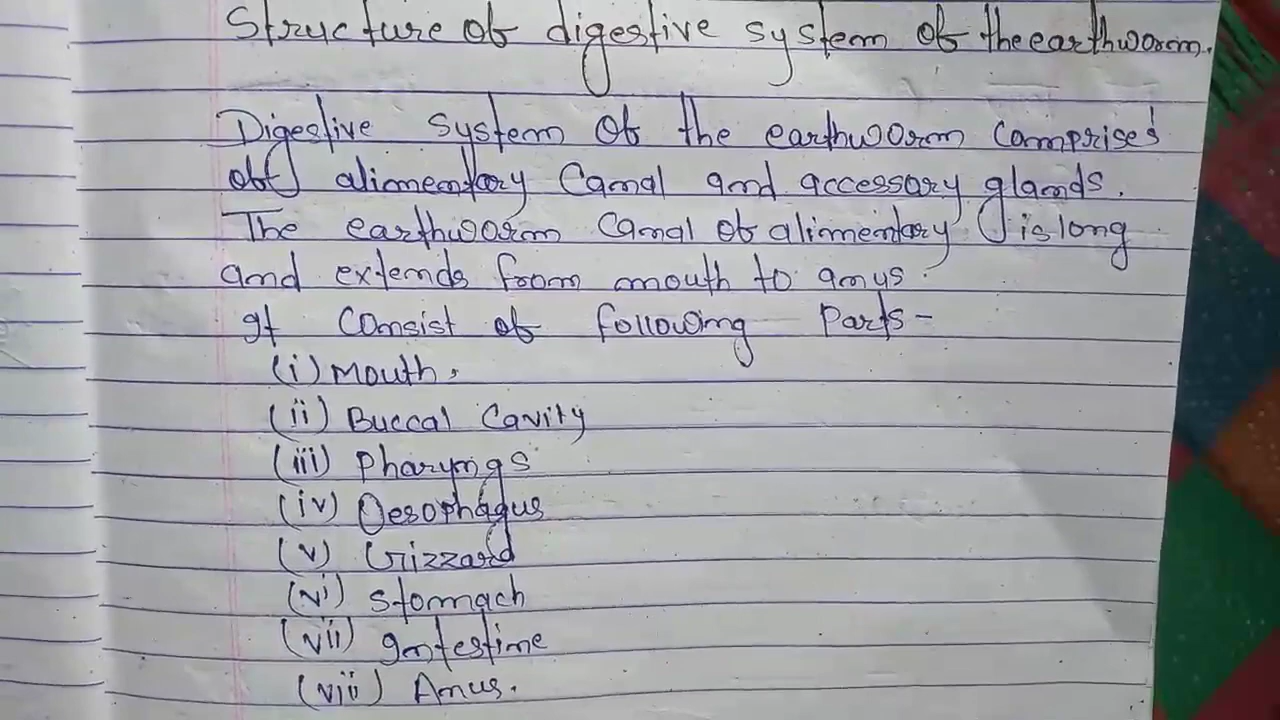 Structure of digestive system of the earthworm.
Digestive system of the earthworm comprises
of alimentary canal and accessary glands.
The earthworm canal of alimentary is long
and extends from mouth to anys.
It consist of following parts-
(i) Mouth,
(ii) Buccal Cavity
(iii) Pharyngs
(iv) Oesophagus
(v) Gizzard
(vi) Stomach
(vii) Intestine
(viii) Anus.